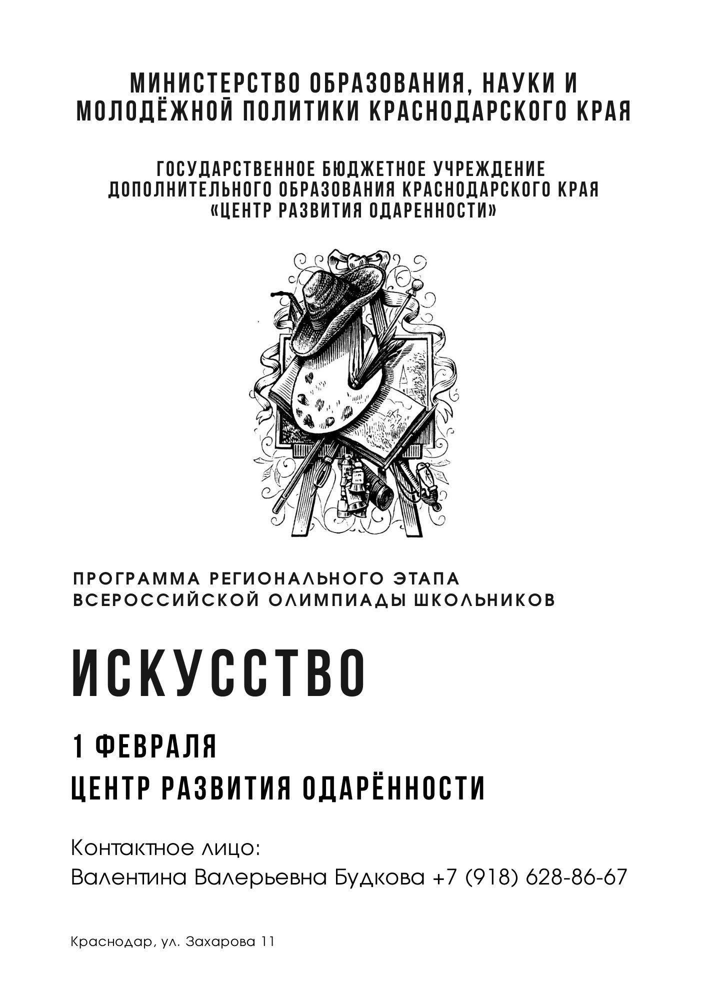 МИНИСТЕРСТВО ОБРАЗОВАНИЯ, НАУКИ И
МОЛОДЁЖНОЙ ПОЛИТИКИ КРАСНОДАРСКОГО КРАЯ
ГОСУДАРСТВЕННОЕ БЮДЖЕТНОЕ УЧРЕЖДЕНИЕ
ДОПОЛНИТЕЛЬНОГО ОБРАЗОВАНИЯ КРАСНОДАРСКОГО КРАЯ
«ЦЕНТР РАЗВИТИЯ ОДАРЕННОСТИ»
ПРОГРАММА РЕГИОНАЛЬНОГО ЭТАПА
ВСЕРОССИЙСКОЙ ОЛИМПИАДЫ ШКОЛЬНИКОВ
ИСКУССТВО
1 ФЕВРАЛЯ
ЦЕНТР РАЗВИТИЯ ОДАРЁННОСТИ
Контактное лицо:
Валентина Валерьевна Будкова +7 (918) 628-86-67
Краснодар, ул. Захарова 11